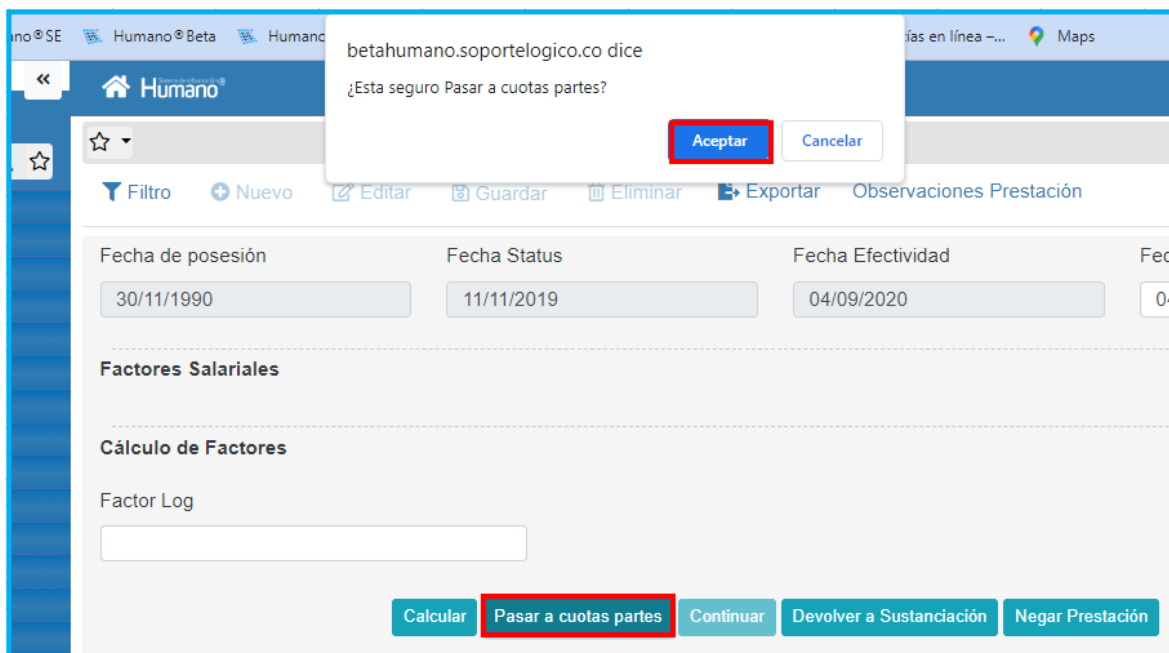 no®SE Humano®Beta Humanc ías en línea –... Maps
betahumano.soportelogico.co dice
¿Esta seguro Pasar a cuotas partes?
Aceptar Cancelar
«
Humano®
Filtro Nuevo Editar Guardar Eliminar Exportar Observaciones Prestación
Fecha de posesión Fecha Status Fecha Efectividad Fec
30/11/1990 11/11/2019 04/09/2020 04
Factores Salariales
Cálculo de Factores
Factor Log
Calcular Pasar a cuotas partes Continuar Devolver a Sustanciación Negar Prestación